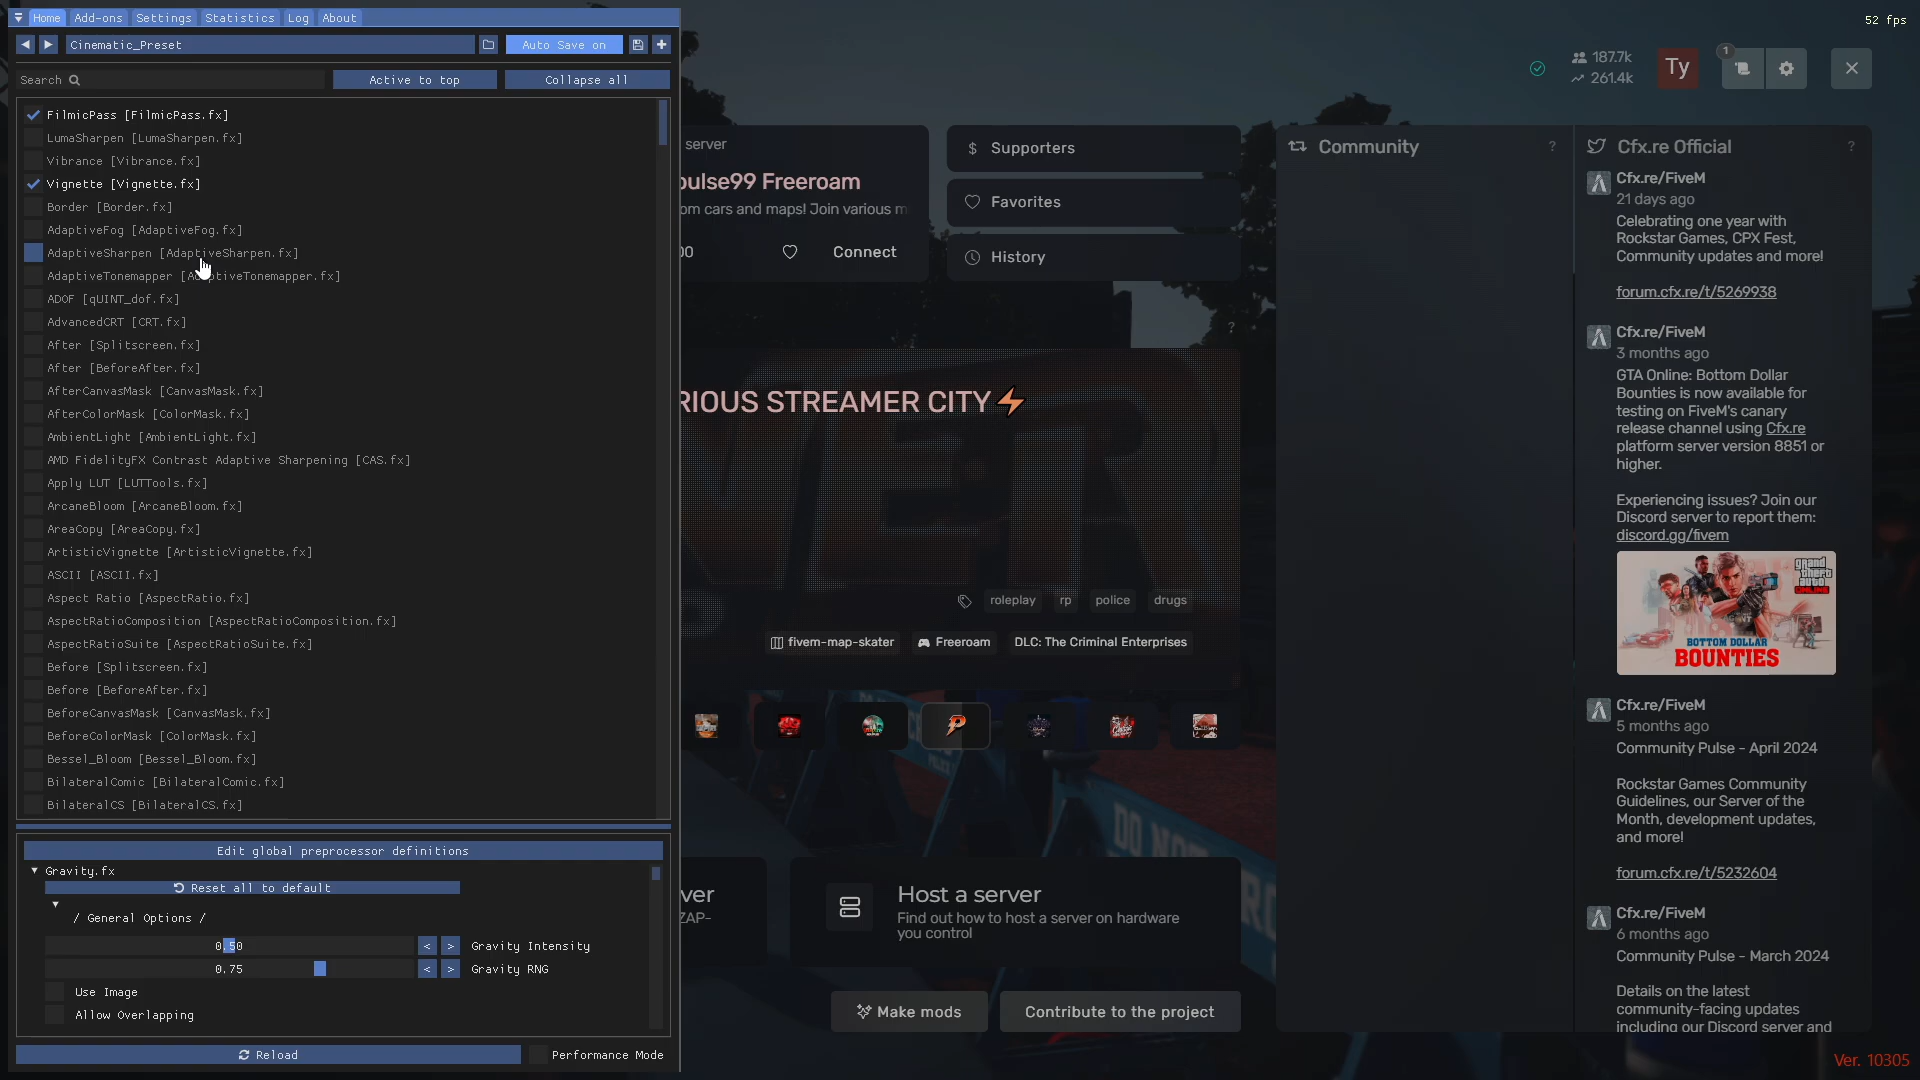 Home Add-ons Settings Statistics Log About
52 fps
Cinematic_Preset
Auto Save on
Search
Active to top
Collapse all
FilmicPass [FilmicPass.fx]
LumaSharpen [LumaSharpen.fx]
Vibrance [Vibrance.fx]
Vignette [Vignette.fx]
Border [Border.fx]
AdaptiveFog [AdaptiveFog.fx]
AdaptiveSharpen [AdaptiveSharpen.fx]
AdaptiveTonemapper [AdaptiveTonemapper.fx]
ADOF [qUINT_dof.fx]
AdvancedCRT [CRT.fx]
After [Splitscreen.fx]
After [BeforeAfter.fx]
AfterCanvasMask [CanvasMask.fx]
AfterColorMask [ColorMask.fx]
AmbientLight [AmbientLight.fx]
AMD FidelityFX Contrast Adaptive Sharpening [CAS.fx]
Apply LUT [LUTTools.fx]
ArcaneBloom [ArcaneBloom.fx]
AreaCopy [AreaCopy.fx]
ArtisticVignette [ArtisticVignette.fx]
ASCII [ASCII.fx]
Aspect Ratio [AspectRatio.fx]
AspectRatioComposition [AspectRatioComposition.fx]
AspectRatioSuite [AspectRatioSuite.fx]
Before [Splitscreen.fx]
Before [BeforeAfter.fx]
BeforeCanvasMask [CanvasMask.fx]
BeforeColorMask [ColorMask.fx]
Bessel_Bloom [Bessel_Bloom.fx]
BilateralComic [BilateralComic.fx]
BilateralCS [BilateralCS.fx]
Edit global preprocessor definitions
Gravity.fx
Reset all to default
/ General Options /
0.50 < > Gravity Intensity
0.75 < > Gravity RNG
Use Image
Allow Overlapping
Reload
Performance Mode
187.7k
261.4k
Ty
1
server
pulse99 Freeroam
om cars and maps! Join various m
00
Connect
$ Supporters
Favorites
History
?
RIOUS STREAMER CITY⚡
roleplay rp police drugs
fivem-map-skater Freeroam DLC: The Criminal Enterprises
ver
ZAP-
Host a server
Find out how to host a server on hardware
you control
Make mods
Contribute to the project
Community ?
Cfx.re Official ?
Cfx.re/FiveM
21 days ago
Celebrating one year with
Rockstar Games, CPX Fest,
Community updates and more!
forum.cfx.re/t/5269938
Cfx.re/FiveM
3 months ago
GTA Online: Bottom Dollar
Bounties is now available for
testing on FiveM's canary
release channel using Cfx.re
platform server version 8851 or
higher.
Experiencing issues? Join our
Discord server to report them:
discord.gg/fivem
grand
theft
auto
ONLINE
BOTTOM DOLLAR
BOUNTIES
Cfx.re/FiveM
5 months ago
Community Pulse - April 2024
Rockstar Games Community
Guidelines, our Server of the
Month, development updates,
and more!
forum.cfx.re/t/5232604
Cfx.re/FiveM
6 months ago
Community Pulse - March 2024
Details on the latest
community-facing updates
including our Discord server and
DO NOT
Ver. 10305